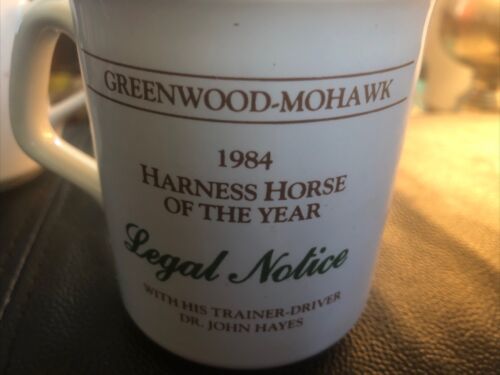 GREENWOOD-MOHAWK
1984
HARNESS HORSE
OF THE YEAR
Legal Notice
WITH HIS TRAINER-DRIVER
DR. JOHN HAYES